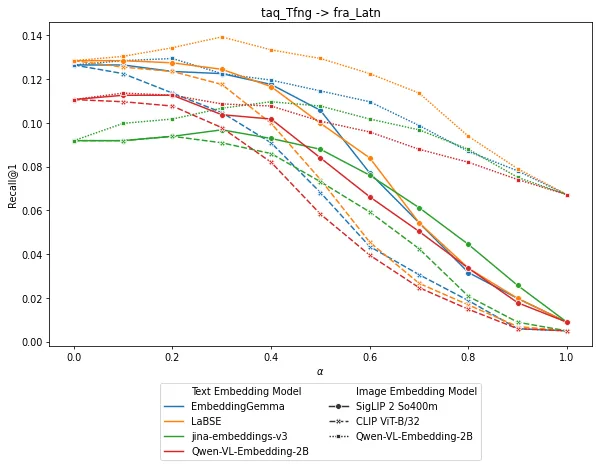 taq_Tfng -> fra_Latn
Recall@1
0.14
0.12
0.10
0.08
0.06
0.04
0.02
0.00
0.0 0.2 0.4 0.6 0.8 1.0
α
Text Embedding Model
EmbeddingGemma
LaBSE
jina-embeddings-v3
Qwen-VL-Embedding-2B
Image Embedding Model
SigLIP 2 So400m
CLIP ViT-B/32
Qwen-VL-Embedding-2B